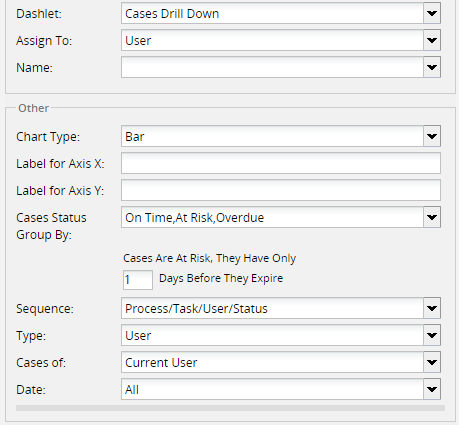 Dashlet: Cases Drill Down
Assign To: User
Name:
Other
Chart Type: Bar
Label for Axis X:
Label for Axis Y:
Cases Status Group By: On Time,At Risk,Overdue
Cases Are At Risk, They Have Only
1 Days Before They Expire
Sequence: Process/Task/User/Status
Type: User
Cases of: Current User
Date: All